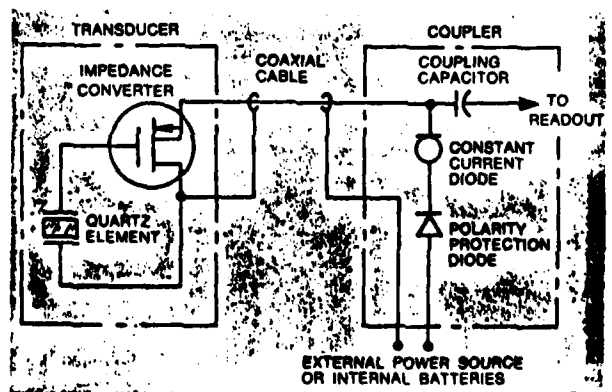 TRANSDUCER
IMPEDANCE
CONVERTER
QUARTZ
ELEMENT
COAXIAL
CABLE
COUPLER
COUPLING
CAPACITOR
TO
READOUT
CONSTANT
CURRENT
DIODE
POLARITY
PROTECTION
DIODE
EXTERNAL POWER SOURCE
OR INTERNAL BATTERIES